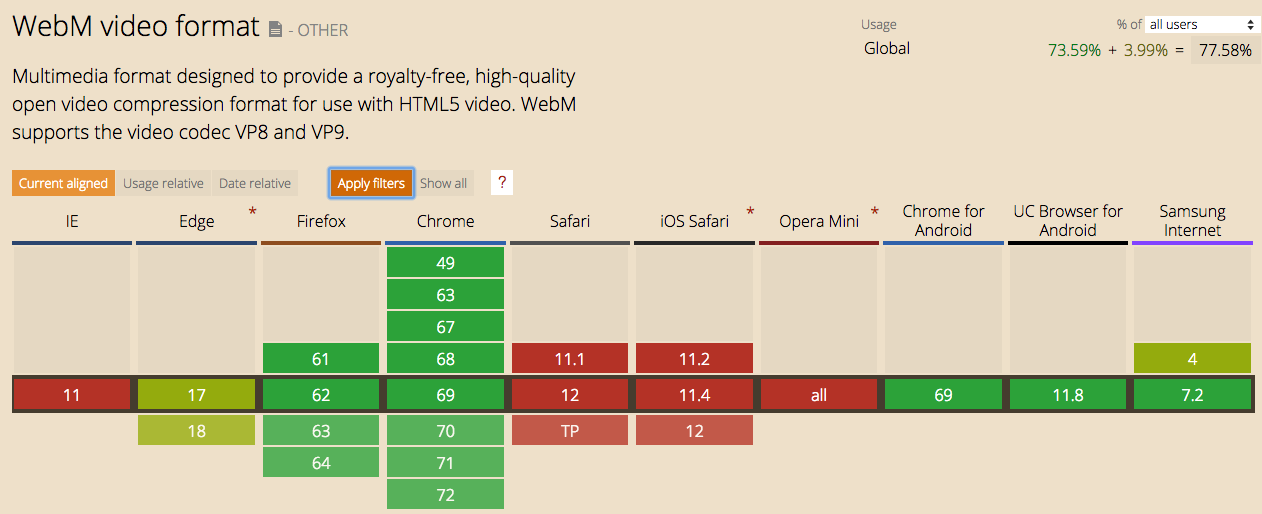 WebM video format - OTHER
Usage % of all users
Global 73.59% + 3.99% = 77.58%
Multimedia format designed to provide a royalty-free, high-quality
open video compression format for use with HTML5 video. WebM
supports the video codec VP8 and VP9.
Current aligned Usage relative Date relative Apply filters Show all ?
IE Edge * Firefox Chrome Safari iOS Safari * Opera Mini * Chrome for Android UC Browser for Android Samsung Internet
49
63
67
61 68 11.1 11.2 4
11 17 62 69 12 11.4 all 69 11.8 7.2
18 63 70 TP 12
64 71
72